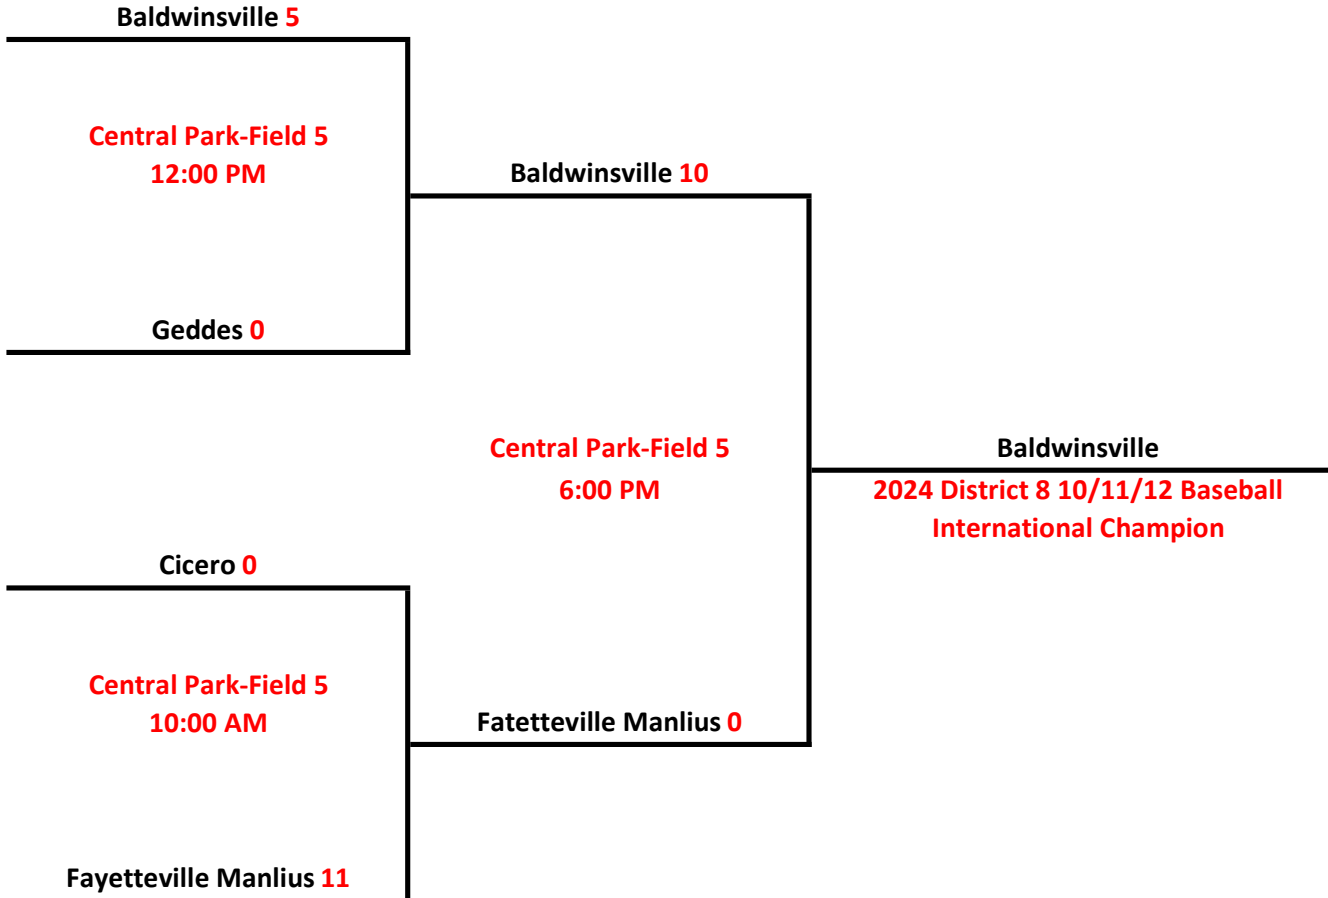 Baldwinsville 5
Central Park-Field 5
12:00 PM
Baldwinsville 10
Geddes 0
Central Park-Field 5
6:00 PM
Baldwinsville
2024 District 8 10/11/12 Baseball
International Champion
Cicero 0
Central Park-Field 5
10:00 AM
Fatetteville Manlius 0
Fayetteville Manlius 11